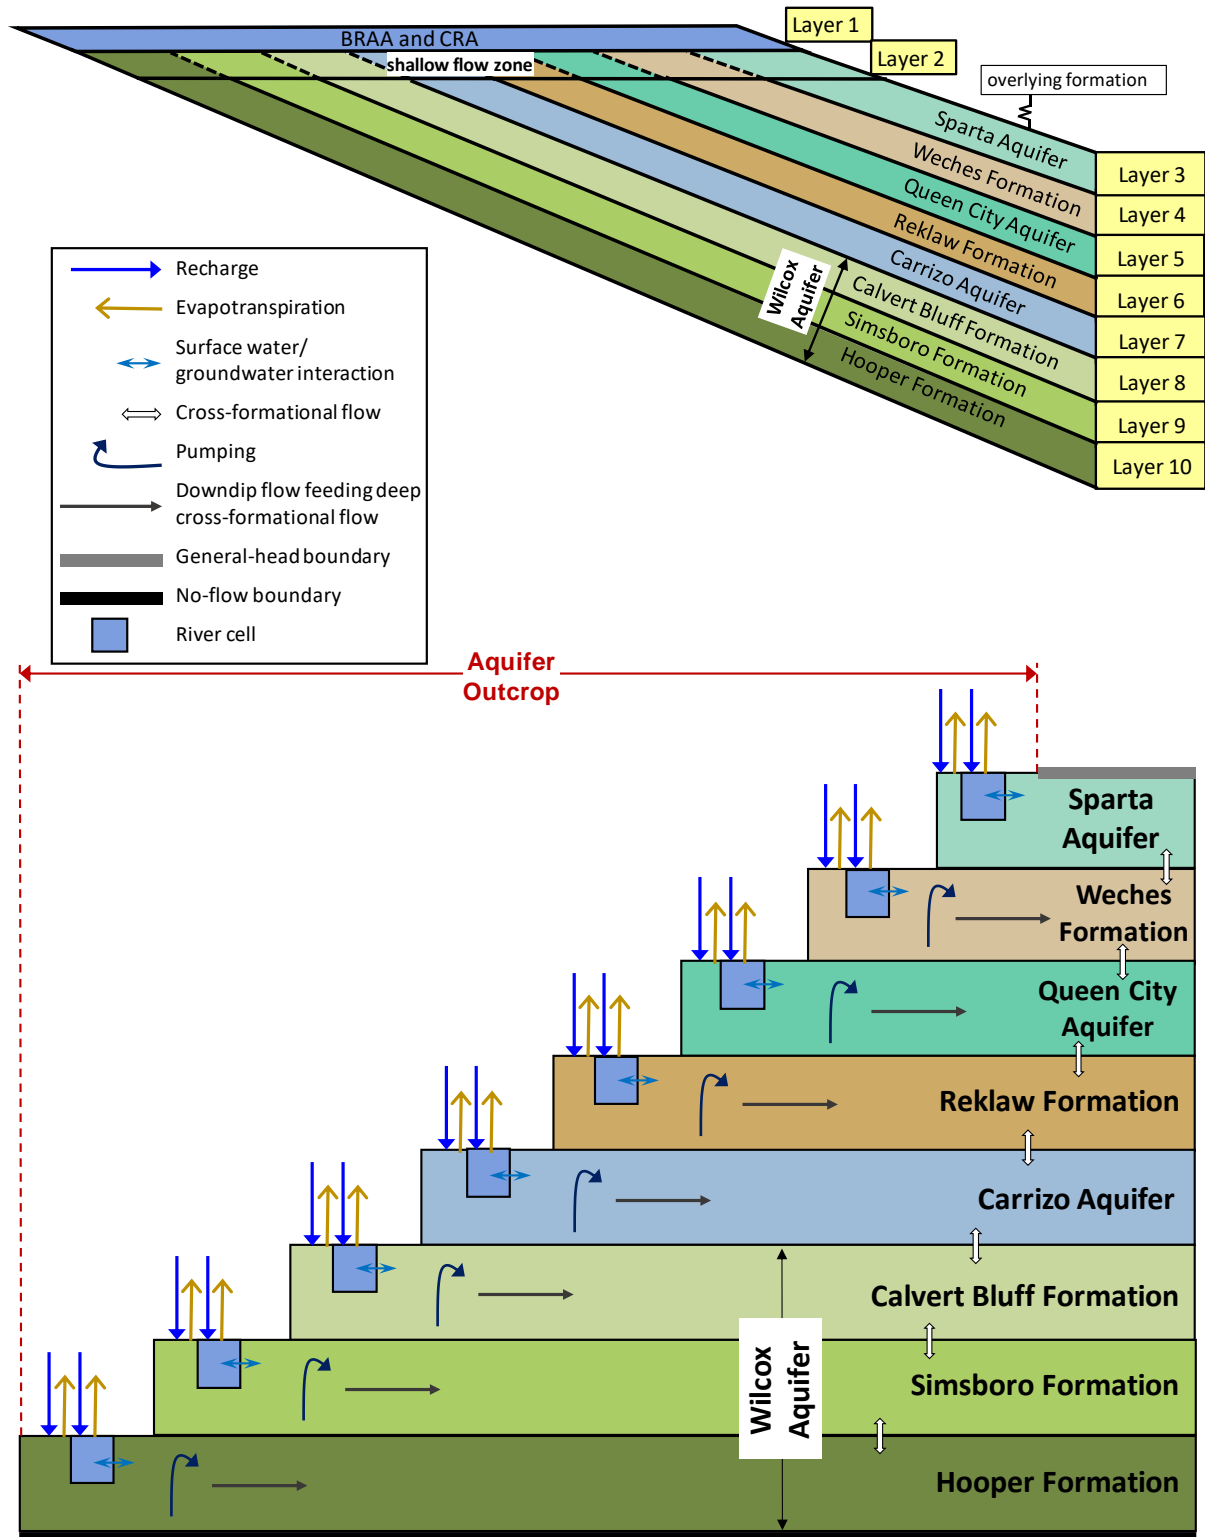 Layer 1
BRAA and CRA
shallow flow zone
Layer 2
overlying formation
Sparta Aquifer
Weches Formation
Queen City Aquifer
Reklaw Formation
Carrizo Aquifer
Calvert Bluff Formation
Simsboro Formation
Hooper Formation
Wilcox
Aquifer
Layer 3
Layer 4
Layer 5
Layer 6
Layer 7
Layer 8
Layer 9
Layer 10
Recharge
Evapotranspiration
Surface water/
groundwater interaction
Cross-formational flow
Pumping
Downdip flow feeding deep
cross-formational flow
General-head boundary
No-flow boundary
River cell
Aquifer
Outcrop
Sparta
Aquifer
Weches
Formation
Queen City
Aquifer
Reklaw Formation
Carrizo Aquifer
Calvert Bluff Formation
Simsboro Formation
Wilcox
Aquifer
Hooper Formation